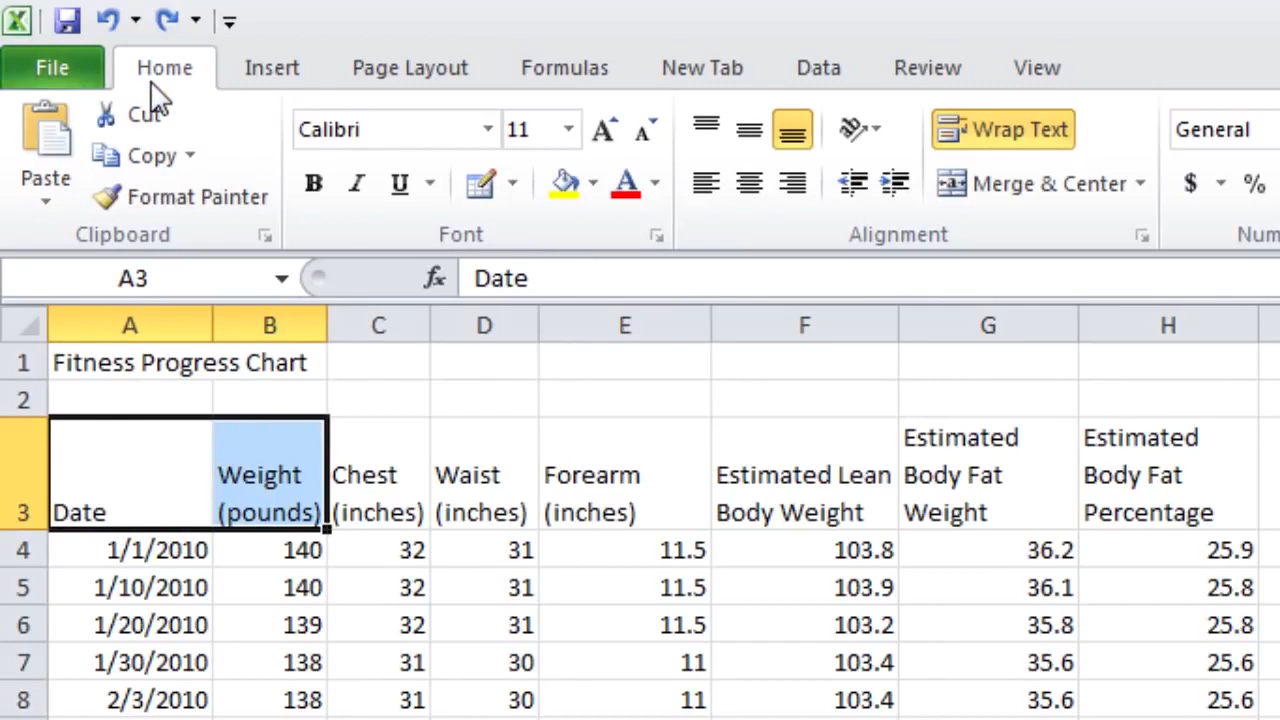 File Home Insert Page Layout Formulas New Tab Data Review View
Cut
Calibri 11 Wrap Text General
Copy
Paste B I U Merge & Center $ %
Format Painter
Clipboard Font Alignment Num
A3 fx Date
A B C D E F G H
1 Fitness Progress Chart
2
Estimated Estimated
Weight Chest Waist Forearm Estimated Lean Body Fat Body Fat
3 Date (pounds) (inches) (inches) (inches) Body Weight Weight Percentage
4 1/1/2010 140 32 31 11.5 103.8 36.2 25.9
5 1/10/2010 140 32 31 11.5 103.9 36.1 25.8
6 1/20/2010 139 32 31 11.5 103.2 35.8 25.8
7 1/30/2010 138 31 30 11 103.4 35.6 25.6
8 2/3/2010 138 31 30 11 103.4 35.6 25.6